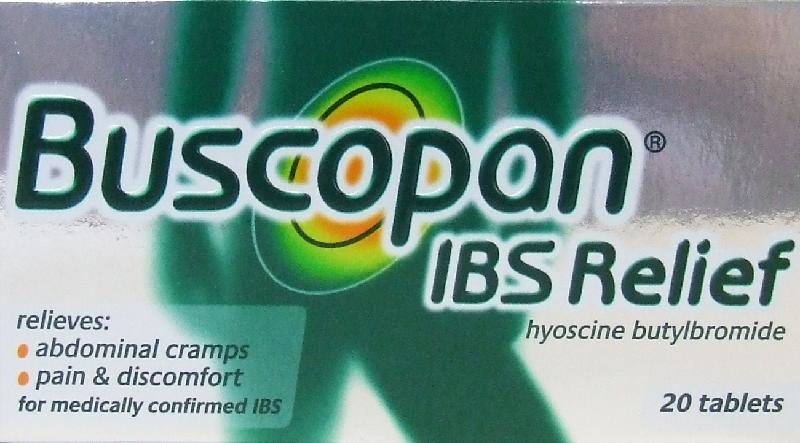 Buscopan®
IBS Relief
hyoscine butylbromide
relieves:
• abdominal cramps
• pain & discomfort
for medically confirmed IBS
20 tablets